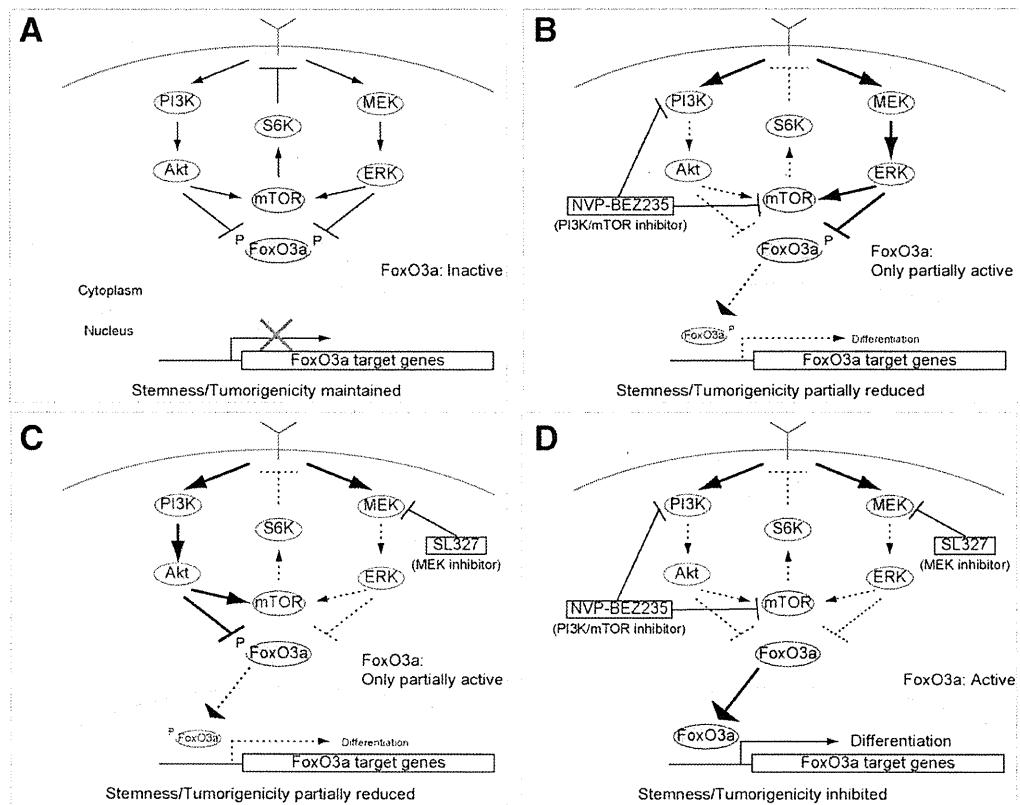 A
PI3K
MEK
S6K
Akt
ERK
mTOR
P
P
FoxO3a
FoxO3a: Inactive
Cytoplasm
Nucleus
FoxO3a target genes
Stemness/Tumorigenicity maintained
B
PI3K
MEK
S6K
Akt
ERK
mTOR
NVP-BEZ235
(PI3K/mTOR inhibitor)
P
FoxO3a
FoxO3a:
Only partially active
FoxO3a
P
Differentiation
FoxO3a target genes
Stemness/Tumorigenicity partially reduced
C
PI3K
MEK
S6K
SL327
(MEK inhibitor)
Akt
ERK
mTOR
P
FoxO3a
FoxO3a:
Only partially active
P
FoxO3a
Differentiation
FoxO3a target genes
Stemness/Tumorigenicity partially reduced
D
PI3K
MEK
S6K
SL327
(MEK inhibitor)
Akt
ERK
mTOR
NVP-BEZ235
(PI3K/mTOR inhibitor)
FoxO3a
FoxO3a: Active
FoxO3a
Differentiation
FoxO3a target genes
Stemness/Tumorigenicity inhibited